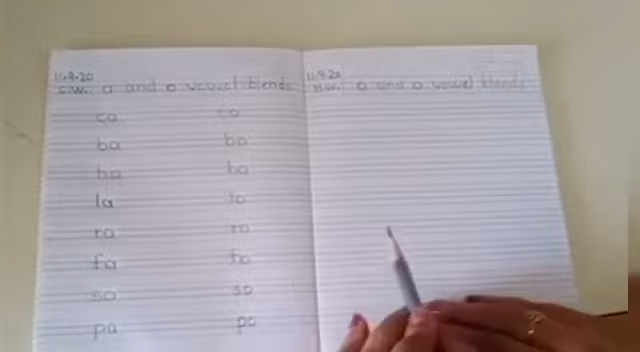 11.9.20
C.W. a and o vowel blends
ca co
ba bo
ha ho
la lo
ra ro
fa fo
sa so
pa po
11.9.20
H.W. a and o vowel blends